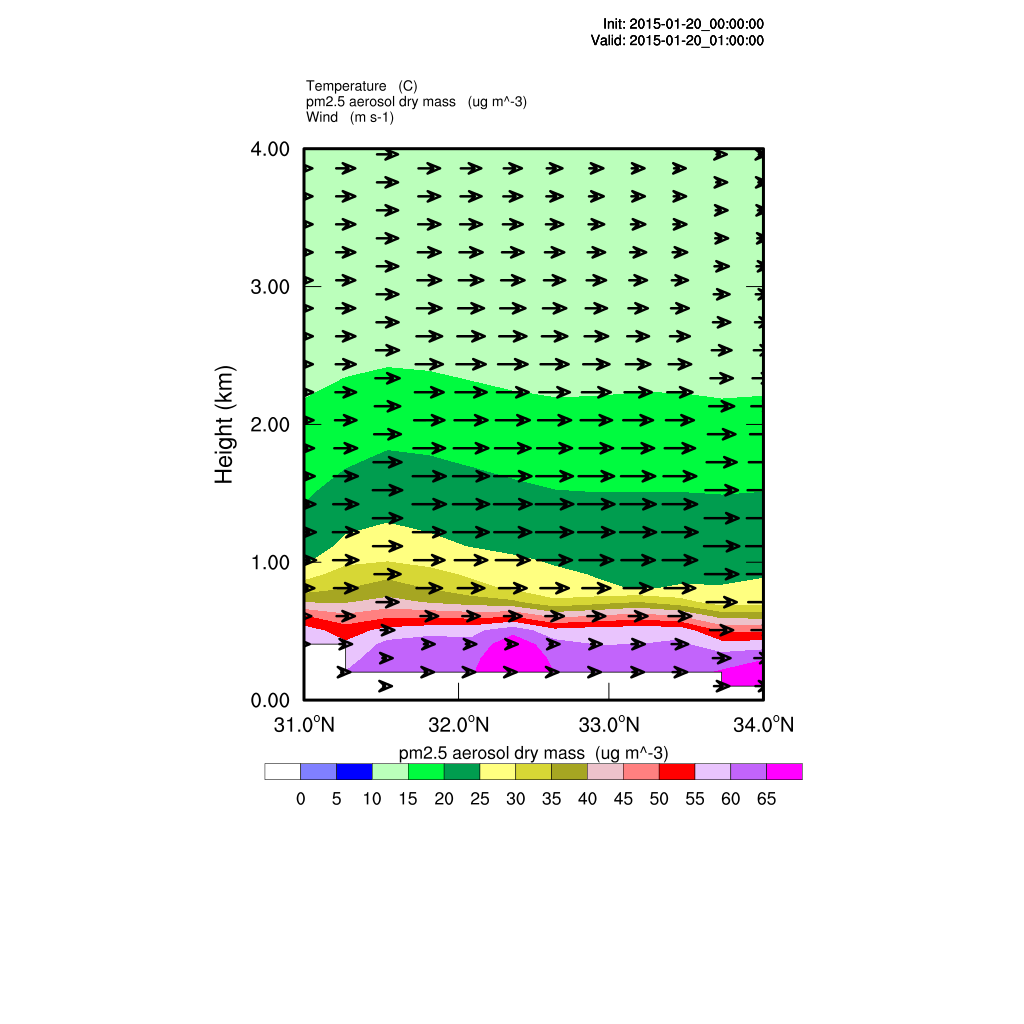 Init: 2015-01-20_00:00:00
Valid: 2015-01-20_01:00:00
Temperature (C)
pm2.5 aerosol dry mass (ug m^-3)
Wind (m s-1)
4.00
3.00
2.00
1.00
0.00
Height (km)
31.0°N 32.0°N 33.0°N 34.0°N
pm2.5 aerosol dry mass (ug m^-3)
0 5 10 15 20 25 30 35 40 45 50 55 60 65